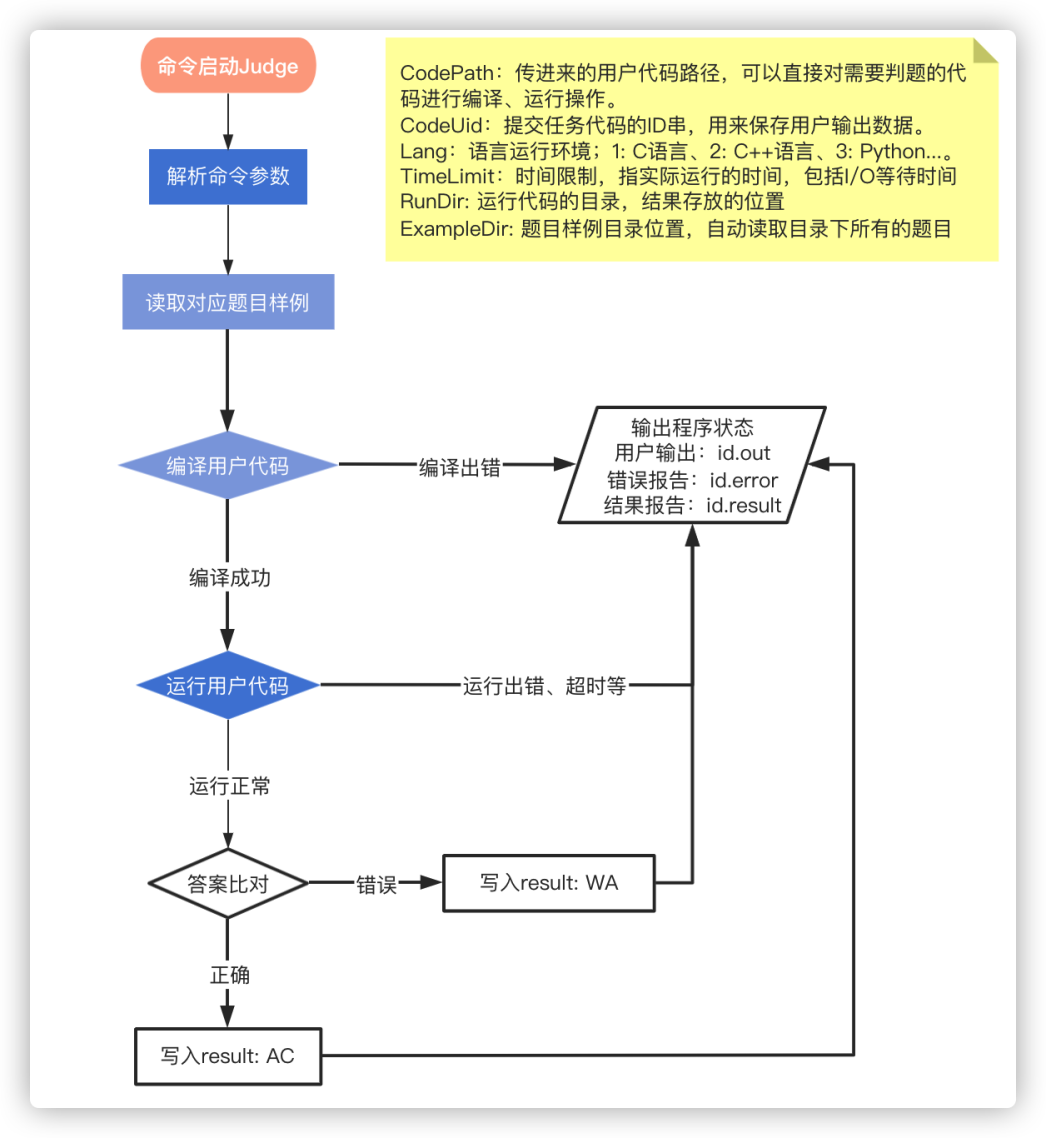 命令启动Judge
CodePath：传进来的用户代码路径，可以直接对需要判题的代
码进行编译、运行操作。
CodeUid：提交任务代码的ID串，用来保存用户输出数据。
Lang：语言运行环境；1: C语言、2: C++语言、3: Python...。
TimeLimit：时间限制，指实际运行的时间，包括I/O等待时间
RunDir: 运行代码的目录，结果存放的位置
ExampleDir: 题目样例目录位置，自动读取目录下所有的题目
解析命令参数
读取对应题目样例
编译用户代码
编译出错
输出程序状态
用户输出：id.out
错误报告：id.error
结果报告：id.result
编译成功
运行用户代码
运行出错、超时等
运行正常
答案比对
错误
写入result: WA
正确
写入result: AC